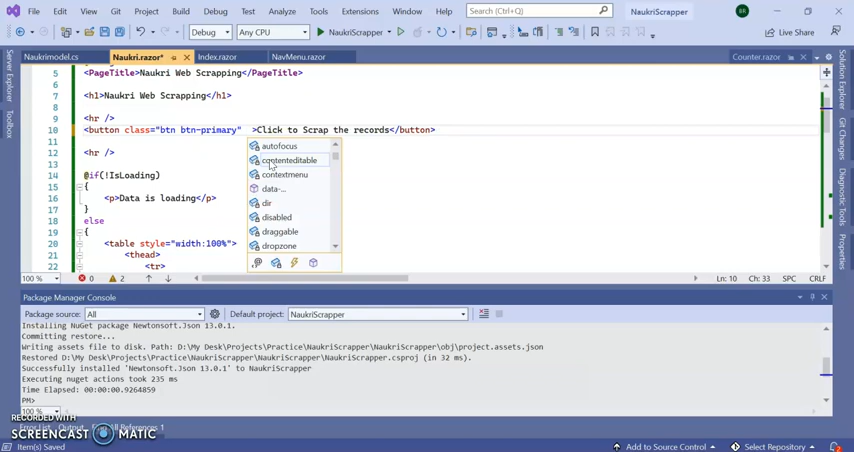 File Edit View Git Project Build Debug Test Analyze Tools Extensions Window Help Search (Ctrl+Q) NaukriScrapper BR
Debug Any CPU NaukriScrapper Live Share
Naukrimodel.cs Naukri.razor* Index.razor NavMenu.razor Counter.razor
Server Explorer
Toolbox
Solution Explorer
Git Changes
Diagnostic Tools
Properties
5 <PageTitle>Naukri Web Scrapping</PageTitle>
6
7 <h1>Naukri Web Scrapping</h1>
8
9 <hr />
10 <button class="btn btn-primary" >Click to Scrap the records</button>
11
12 <hr />
13
14 @if(!IsLoading)
15 {
16 <p>Data is loading</p>
17 }
18 else
19 {
20 <table style="width:100%">
21 <thead>
22 <tr>
autofocus
contenteditable
contextmenu
data-...
dir
disabled
draggable
dropzone
100 % 0 2 Ln: 10 Ch: 33 SPC CRLF
Package Manager Console
Package source: All Default project: NaukriScrapper
Installing NuGet package Newtonsoft.Json 13.0.1.
Committing restore...
Writing assets file to disk. Path: D:\My Desk\Projects\Practice\NaukriScrapper\NaukriScrapper\obj\project.assets.json
Restored D:\My Desk\Projects\Practice\NaukriScrapper\NaukriScrapper\NaukriScrapper.csproj (in 32 ms).
Successfully installed 'Newtonsoft.Json 13.0.1' to NaukriScrapper
Executing nuget actions took 235 ms
Time Elapsed: 00:00:00.9264859
PM>
100 %
RECORDED WITH
Error List Output All References 1
SCREENCAST MATIC
Item(s) Saved Add to Source Control Select Repository 2